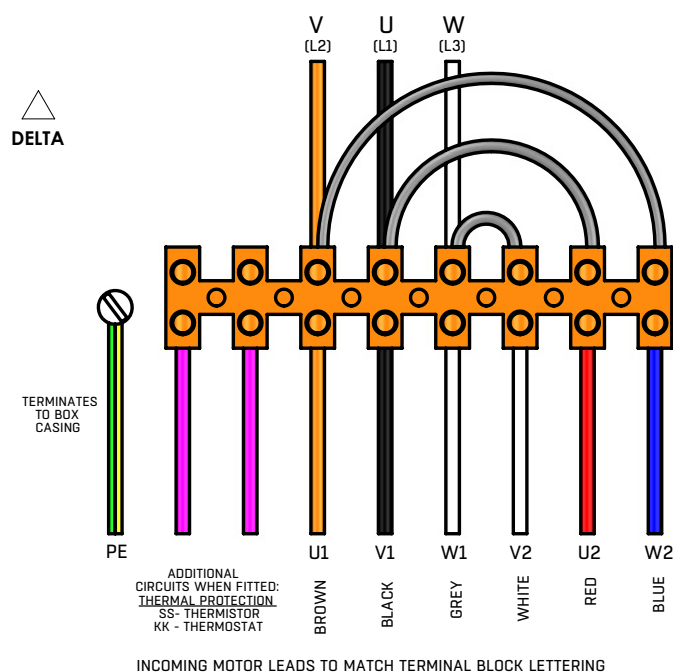 V U W
(L2) (L1) (L3)
DELTA
TERMINATES
TO BOX
CASING
PE U1 V1 W1 V2 U2 W2
ADDITIONAL
CIRCUITS WHEN FITTED:
THERMAL PROTECTION
SS- THERMISTOR
KK - THERMOSTAT
BROWN
BLACK
GREY
WHITE
RED
BLUE
INCOMING MOTOR LEADS TO MATCH TERMINAL BLOCK LETTERING